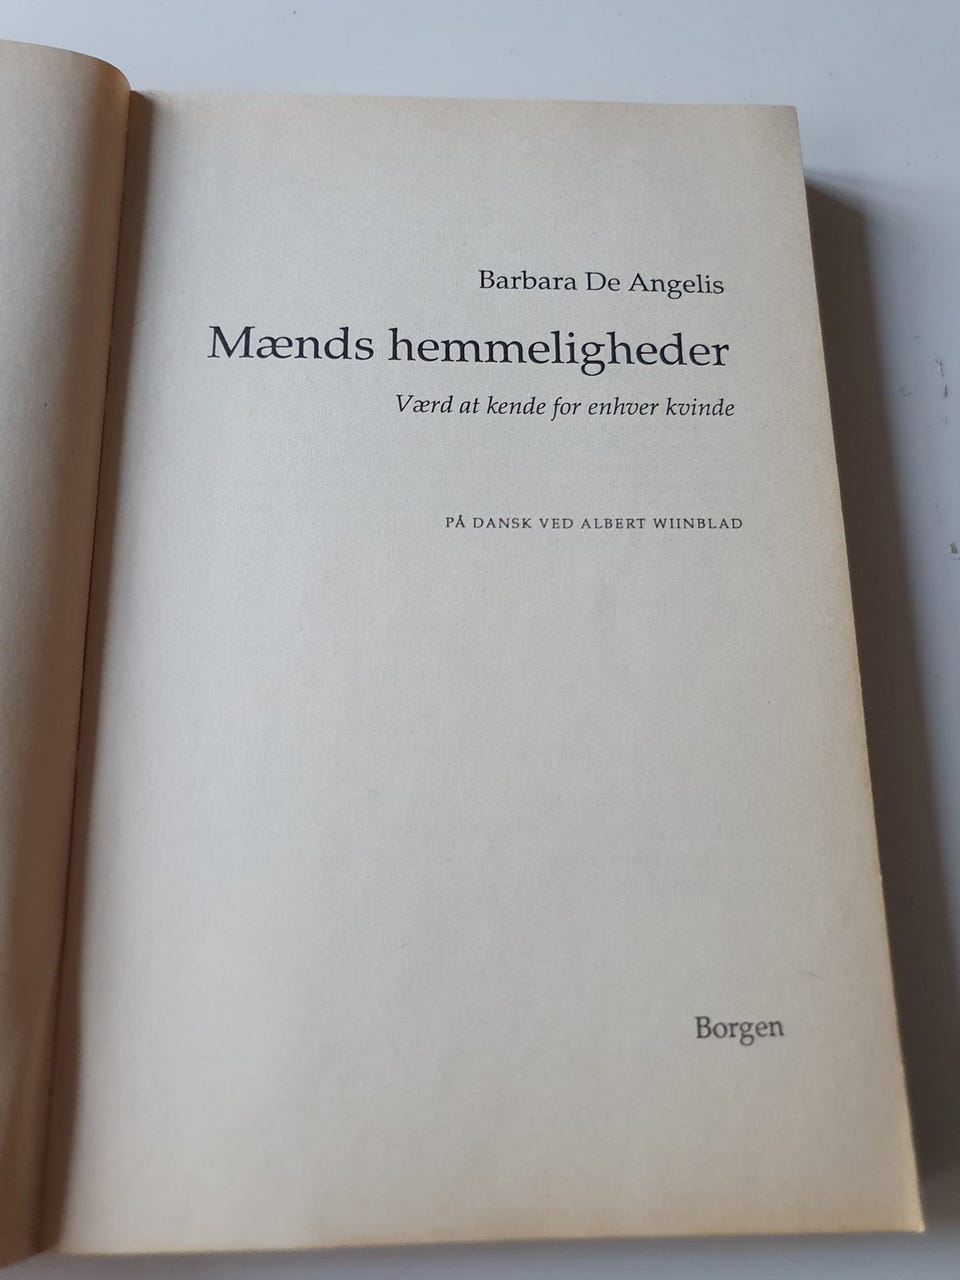 Barbara De Angelis
Mænds hemmeligheder
Værd at kende for enhver kvinde
PÅ DANSK VED ALBERT WIINBLAD
Borgen